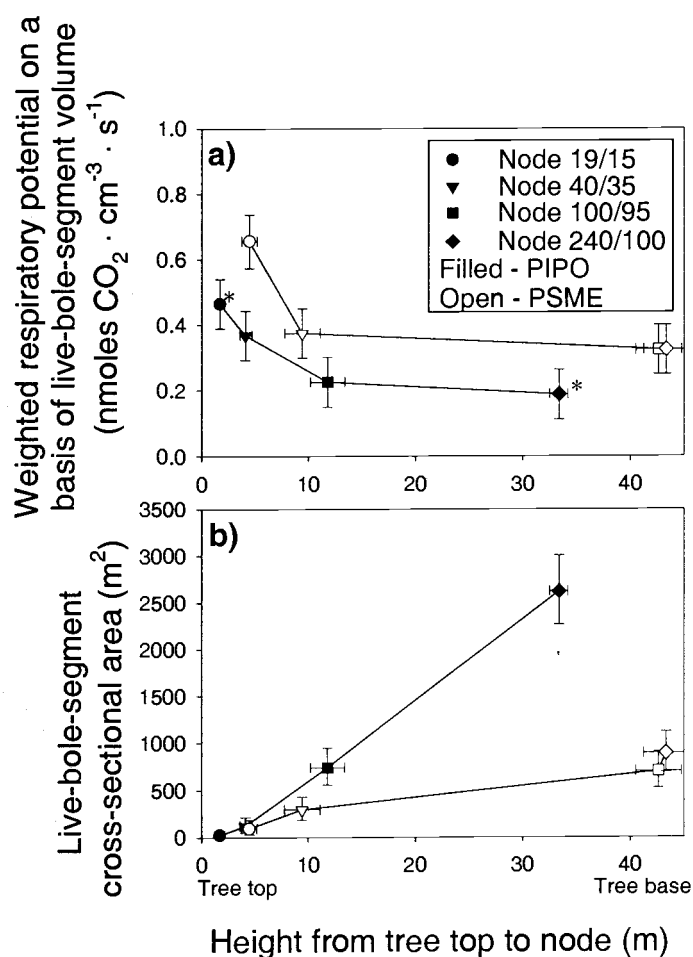 Weighted respiratory potential on a
basis of live-bole-segment volume
(nmoles CO₂ · cm⁻³ · s⁻¹)
1.0
0.8
0.6
0.4
0.2
0.0
a)
Node 19/15
Node 40/35
Node 100/95
Node 240/100
Filled - PIPO
Open - PSME
*
*
0
10
20
30
40
Live-bole-segment
cross-sectional area (m²)
3500
3000
2500
2000
1500
1000
500
0
b)
0
10
20
30
40
Tree top
Tree base
Height from tree top to node (m)